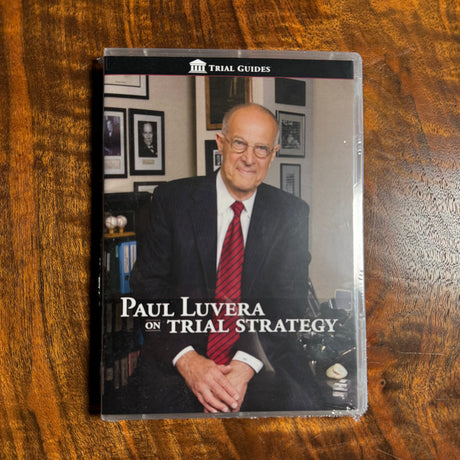 TRIAL GUIDES
PAUL LUVERA
ON TRIAL STRATEGY